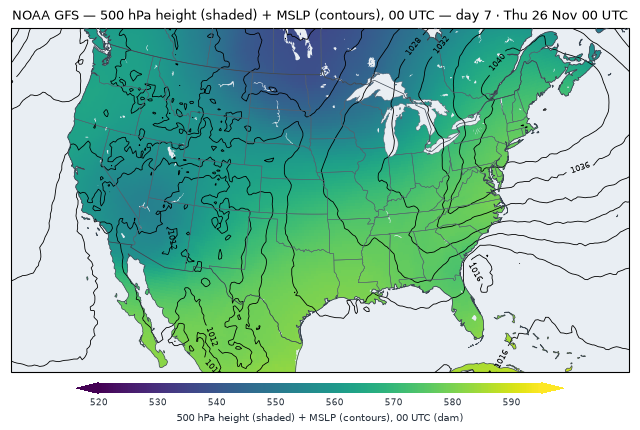 NOAA GFS — 500 hPa height (shaded) + MSLP (contours), 00 UTC — day 7 · Thu 26 Nov 00 UTC
1028
1032
1040
1036
1012
1016
1012
1016
520 530 540 550 560 570 580 590
500 hPa height (shaded) + MSLP (contours), 00 UTC (dam)